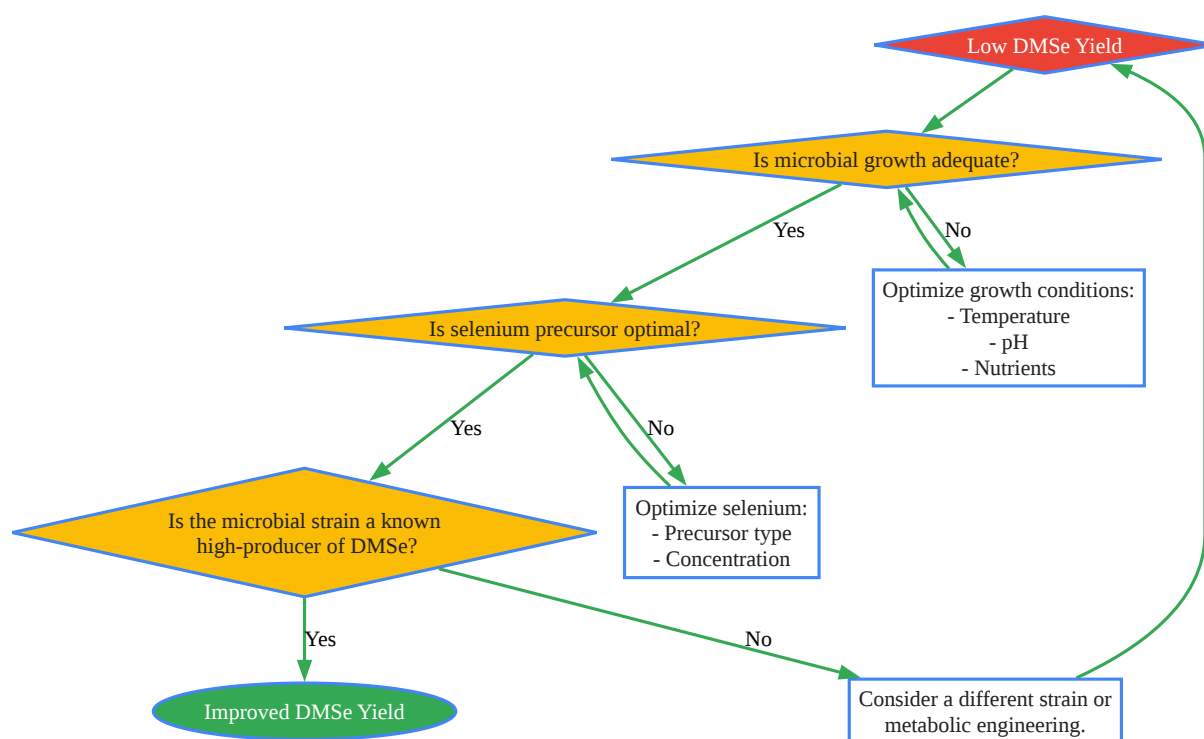 Low DMSe Yield
Is microbial growth adequate?
Yes
No
Optimize growth conditions:
- Temperature
- pH
- Nutrients
Is selenium precursor optimal?
Yes
No
Optimize selenium:
- Precursor type
- Concentration
Is the microbial strain a known
high-producer of DMSe?
Yes
No
Improved DMSe Yield
Consider a different strain or
metabolic engineering.